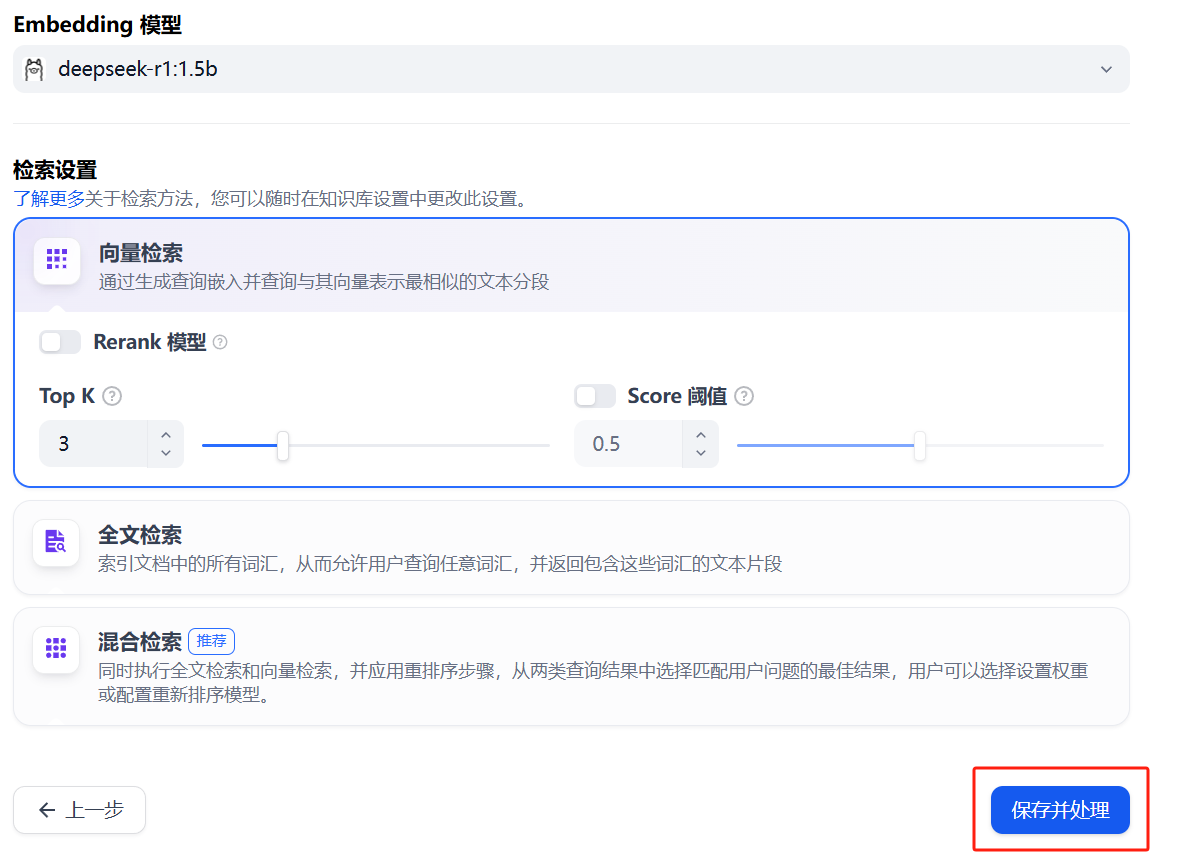 Embedding 模型
deepseek-r1:1.5b
检索设置
了解更多关于检索方法，您可以随时在知识库设置中更改此设置。
向量检索
通过生成查询嵌入并查询与其向量表示最相似的文本分段
Rerank 模型
Top K
Score 阈值
3
0.5
全文检索
索引文档中的所有词汇，从而允许用户查询任意词汇，并返回包含这些词汇的文本片段
混合检索 推荐
同时执行全文检索和向量检索，并应用重排序步骤，从两类查询结果中选择匹配用户问题的最佳结果，用户可以选择设置权重
或配置重新排序模型。
← 上一步
保存并处理